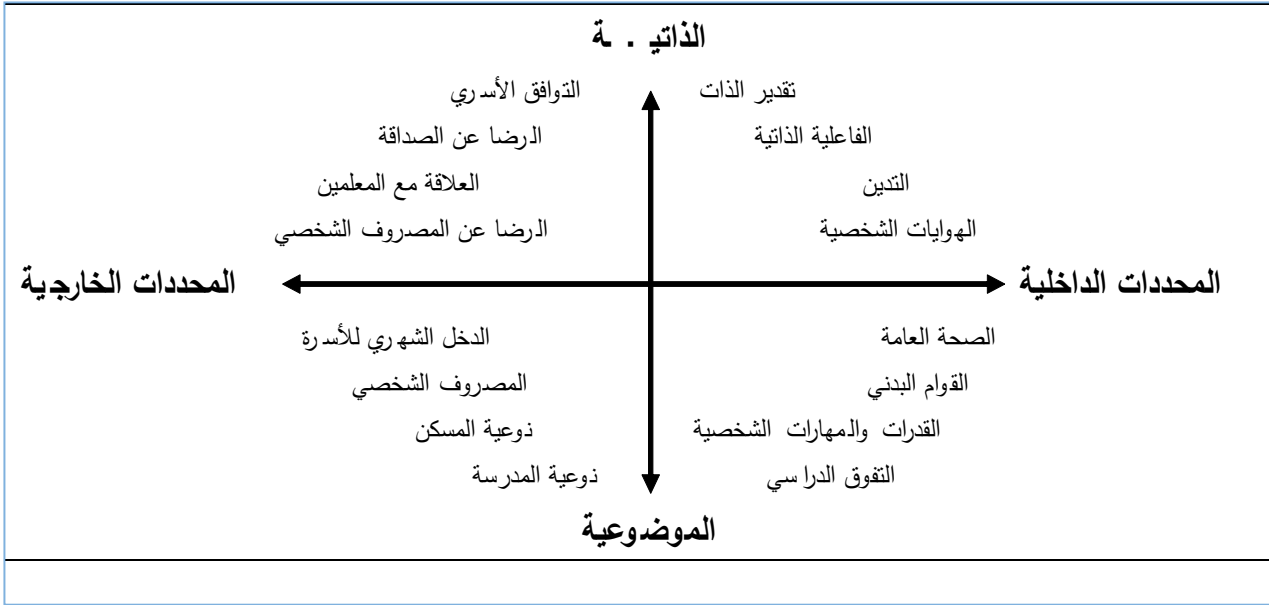 الذاتيـ . ـة
تقدير الذات
التوافق الأسري
الفاعلية الذاتية
الرضا عن الصداقة
التدين
العلاقة مع المعلمين
الهوايات الشخصية
الرضا عن المصروف الشخصي
المحددات الداخلية
المحددات الخارجية
الصحة العامة
الدخل الشهري للأسرة
القوام البدني
المصروف الشخصي
القدرات والمهارات الشخصية
نوعية المسكن
التفوق الدراسي
نوعية المدرسة
الموضوعية